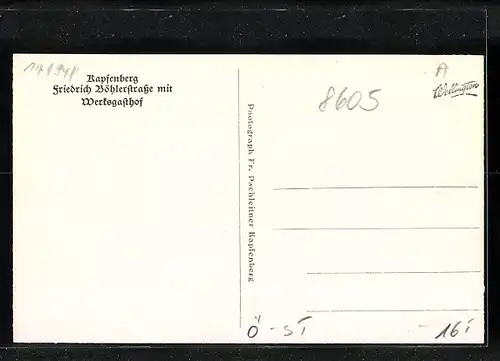 Kapfenberg
Friedrich Böhlerstraße mit
Werksgasthof
Photograph Fr. Pachleitner Kapfenberg
A
Wellington
8605
Ö - ST
- 16 i